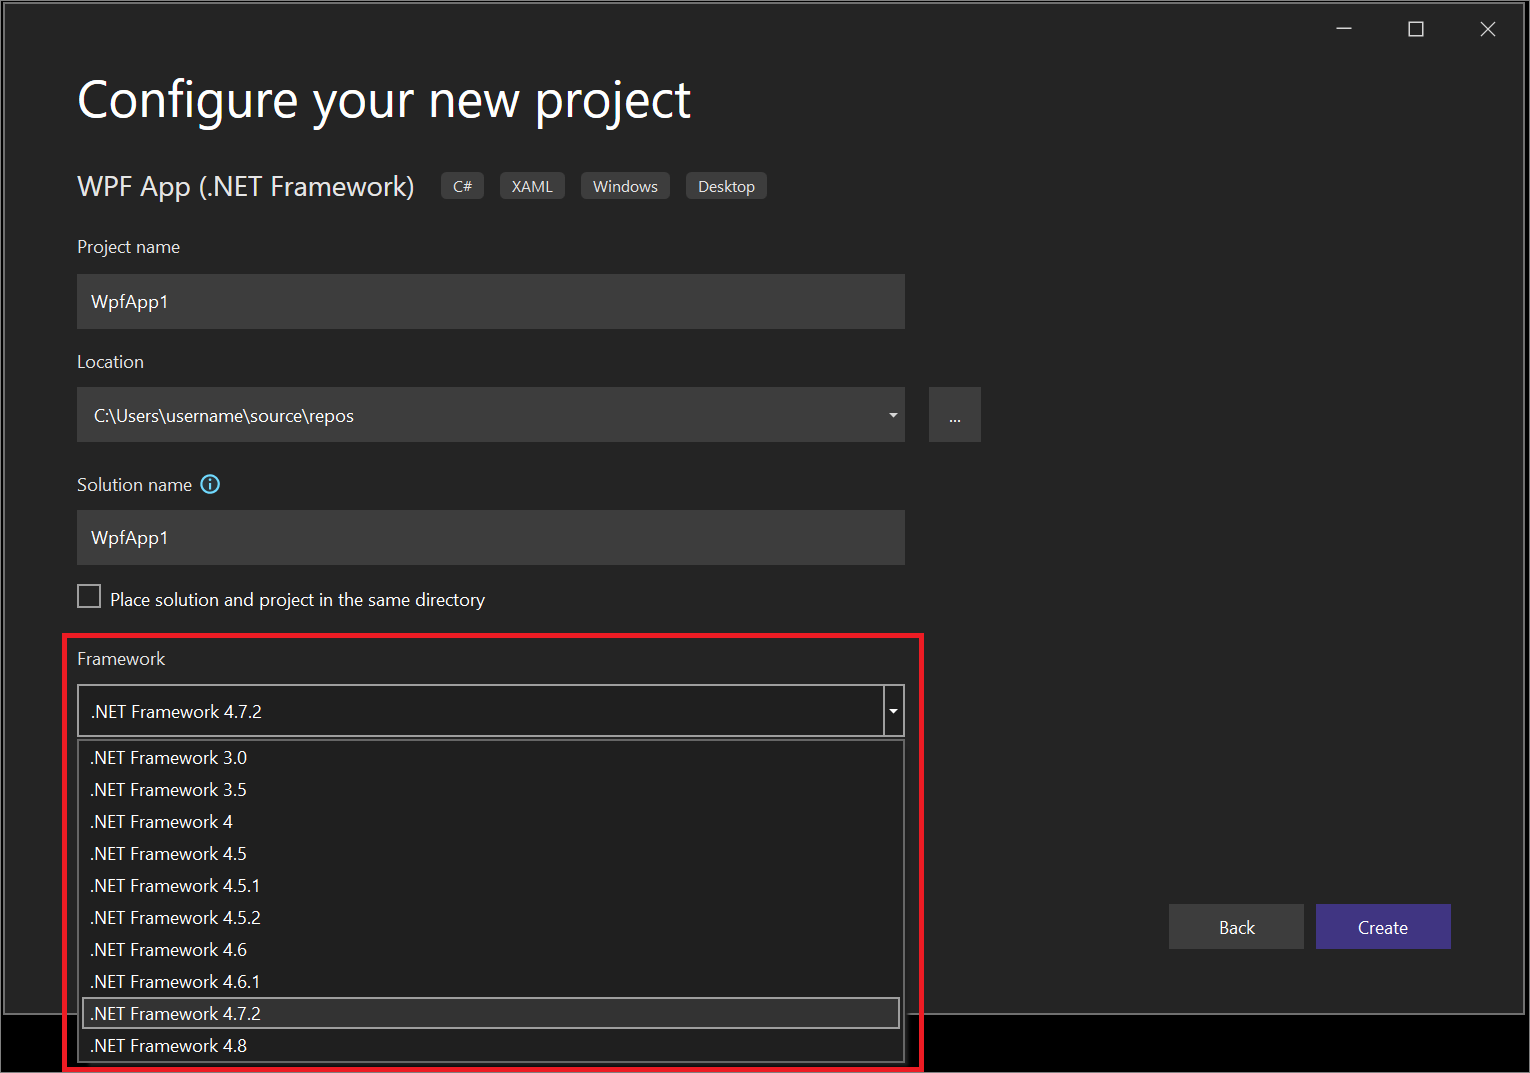 Configure your new project
WPF App (.NET Framework) C# XAML Windows Desktop
Project name
WpfApp1
Location
C:\Users\username\source\repos
...
Solution name
WpfApp1
Place solution and project in the same directory
Framework
.NET Framework 4.7.2
.NET Framework 3.0
.NET Framework 3.5
.NET Framework 4
.NET Framework 4.5
.NET Framework 4.5.1
.NET Framework 4.5.2
.NET Framework 4.6
.NET Framework 4.6.1
.NET Framework 4.7.2
.NET Framework 4.8
Back Create